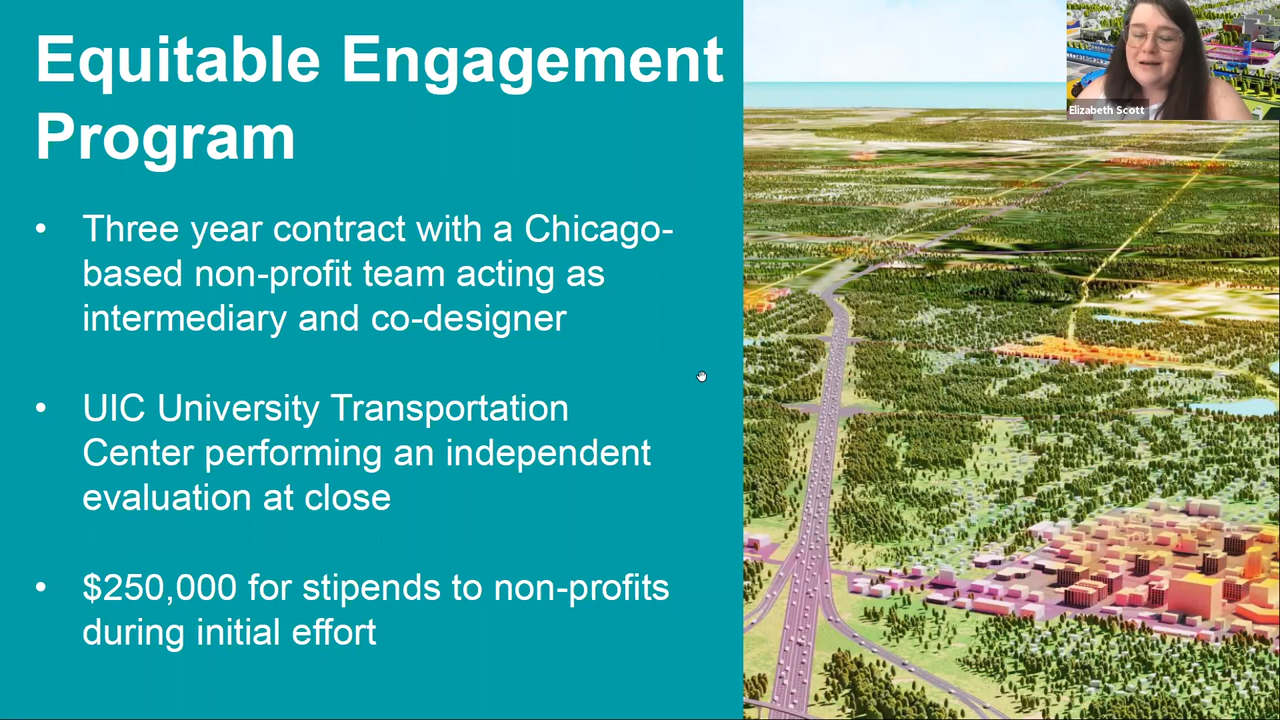 Equitable Engagement
Program
• Three year contract with a Chicago-
based non-profit team acting as
intermediary and co-designer
• UIC University Transportation
Center performing an independent
evaluation at close
• $250,000 for stipends to non-profits
during initial effort
Elizabeth Scott